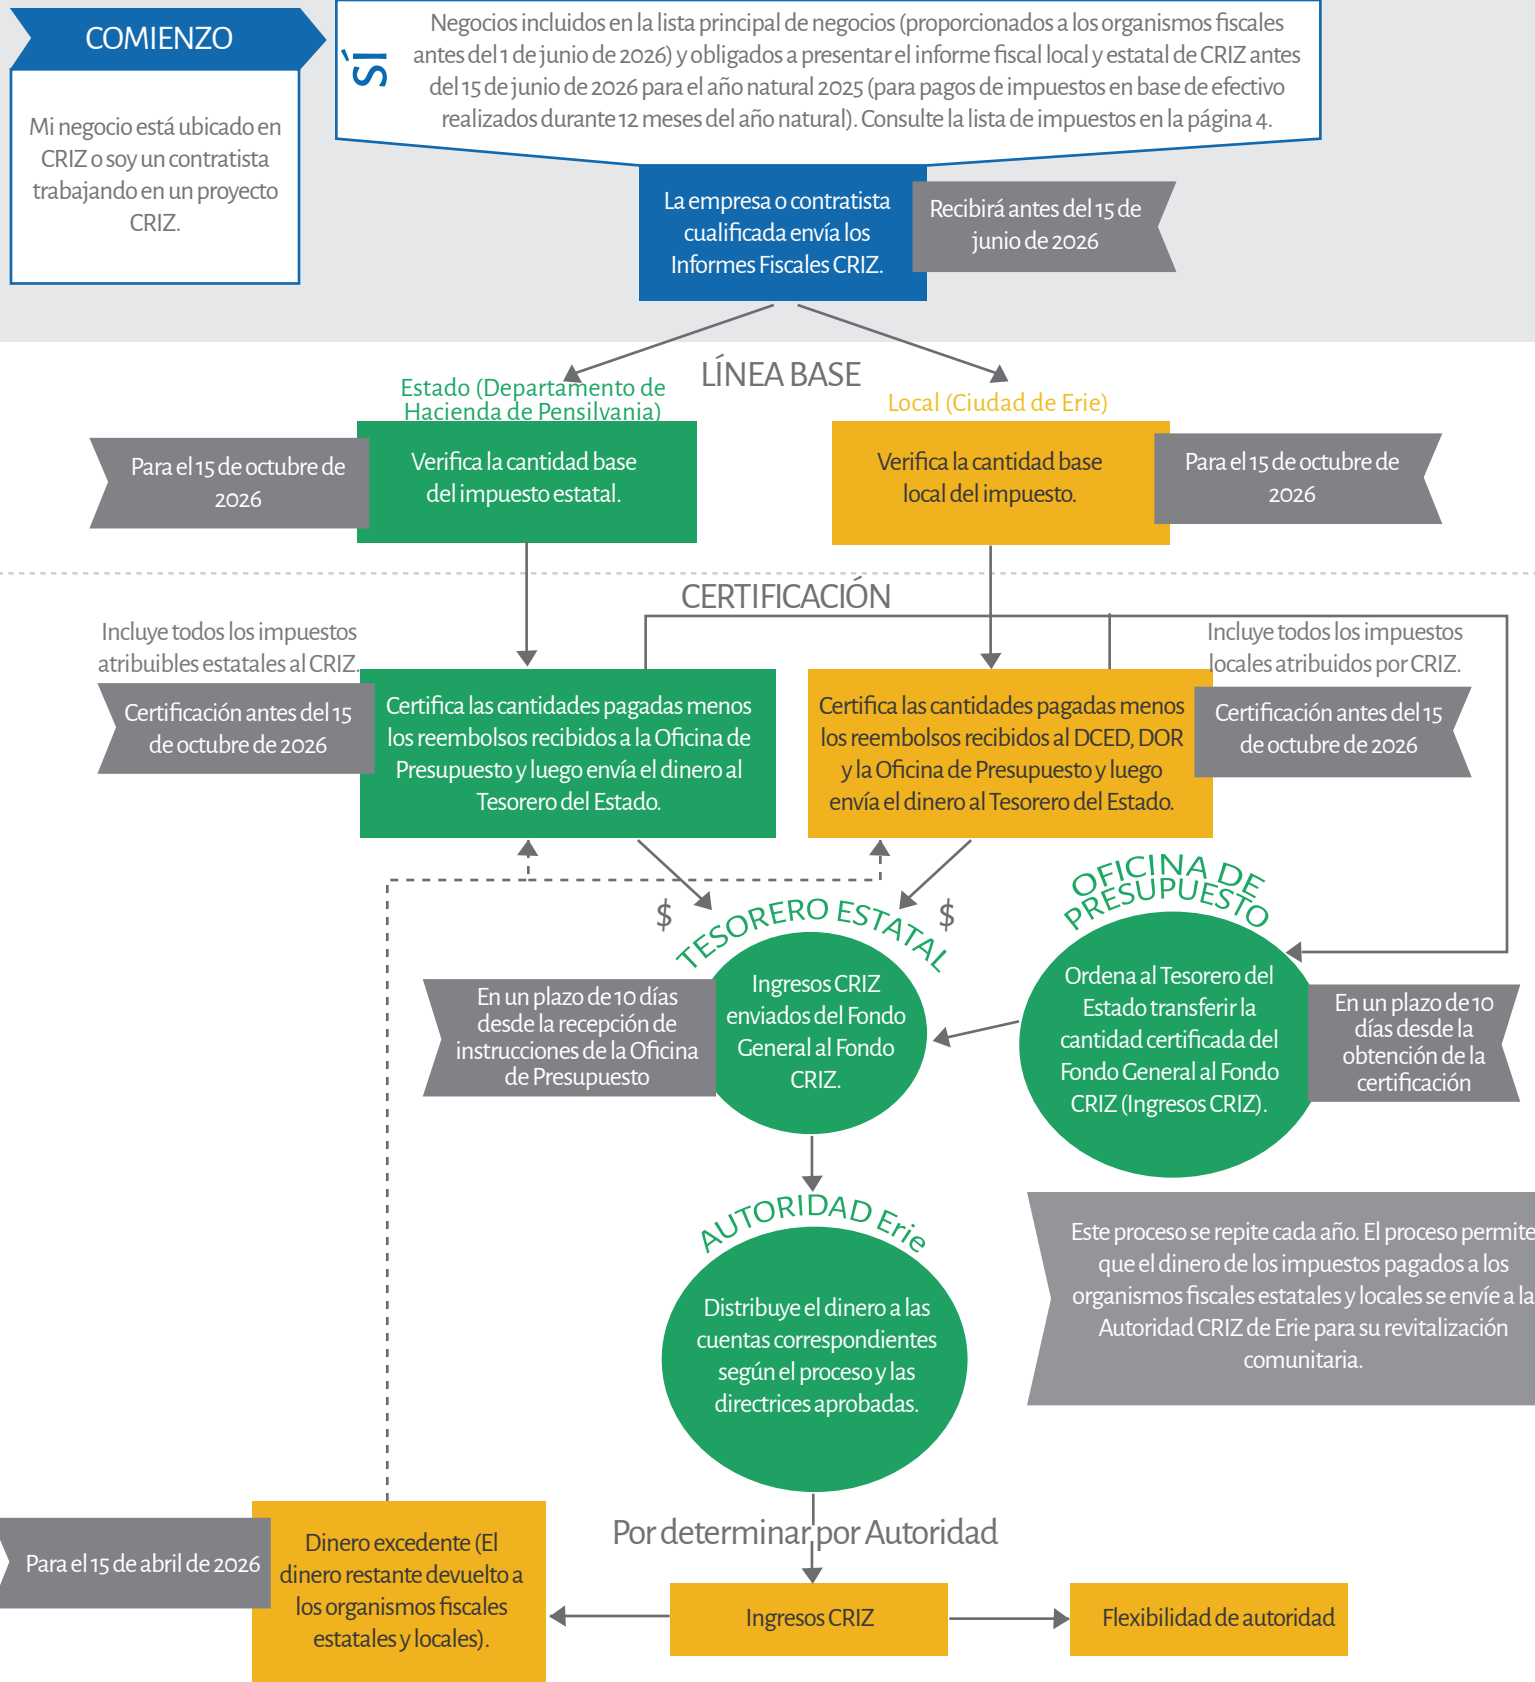 COMIENZO
Mi negocio está ubicado en
CRIZ o soy un contratista
trabajando en un proyecto
CRIZ.
SÍ
Negocios incluidos en la lista principal de negocios (proporcionados a los organismos fiscales
antes del 1 de junio de 2026) y obligados a presentar el informe fiscal local y estatal de CRIZ antes
del 15 de junio de 2026 para el año natural 2025 (para pagos de impuestos en base de efectivo
realizados durante 12 meses del año natural). Consulte la lista de impuestos en la página 4.
La empresa o contratista
cualificada envía los
Informes Fiscales CRIZ.
Recibirá antes del 15 de
junio de 2026
LÍNEA BASE
Estado (Departamento de
Hacienda de Pensilvania)
Local (Ciudad de Erie)
Para el 15 de octubre de
2026
Verifica la cantidad base
del impuesto estatal.
Verifica la cantidad base
local del impuesto.
Para el 15 de octubre de
2026
CERTIFICACIÓN
Incluye todos los impuestos
atribuibles estatales al CRIZ.
Certificación antes del 15
de octubre de 2026
Certifica las cantidades pagadas menos
los reembolsos recibidos a la Oficina de
Presupuesto y luego envía el dinero al
Tesorero del Estado.
Certifica las cantidades pagadas menos
los reembolsos recibidos al DCED, DOR
y la Oficina de Presupuesto y luego
envía el dinero al Tesorero del Estado.
Incluye todos los impuestos
locales atribuidos por CRIZ.
Certificación antes del 15
de octubre de 2026
$
$
TESORERO ESTATAL
En un plazo de 10 días
desde la recepción de
instrucciones de la Oficina
de Presupuesto
Ingresos CRIZ
enviados del Fondo
General al Fondo
CRIZ.
OFICINA DE
PRESUPUESTO
Ordena al Tesorero del
Estado transferir la
cantidad certificada del
Fondo General al Fondo
CRIZ (Ingresos CRIZ).
En un plazo de 10
días desde la
obtención de la
certificación
AUTORIDAD Erie
Distribuye el dinero a las
cuentas correspondientes
según el proceso y las
directrices aprobadas.
Este proceso se repite cada año. El proceso permite
que el dinero de los impuestos pagados a los
organismos fiscales estatales y locales se envíe a la
Autoridad CRIZ de Erie para su revitalización
comunitaria.
Por determinar por Autoridad
Para el 15 de abril de 2026
Dinero excedente (El
dinero restante devuelto a
los organismos fiscales
estatales y locales).
Ingresos CRIZ
Flexibilidad de autoridad